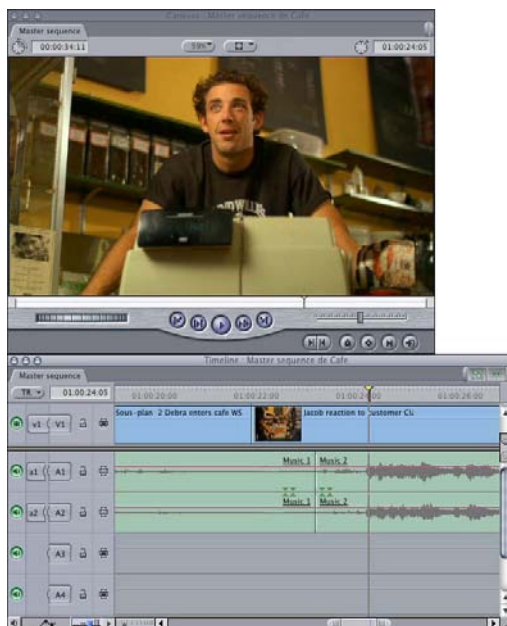 Canvas : Master sequence de Cafe
Master sequence
00:00:34:11
59%
01:00:24:05
Timeline : Master sequence de Cafe
Master sequence
TR
01:00:24:05
01:00:20:00
01:00:22:00
01:00:26:00
v1
V1
Sous-plan 2 Debra enters cafe WS
Jacob reaction to customer CU
a1
A1
Music 1
Music 2
a2
A2
Music 1
Music 2
A3
A4